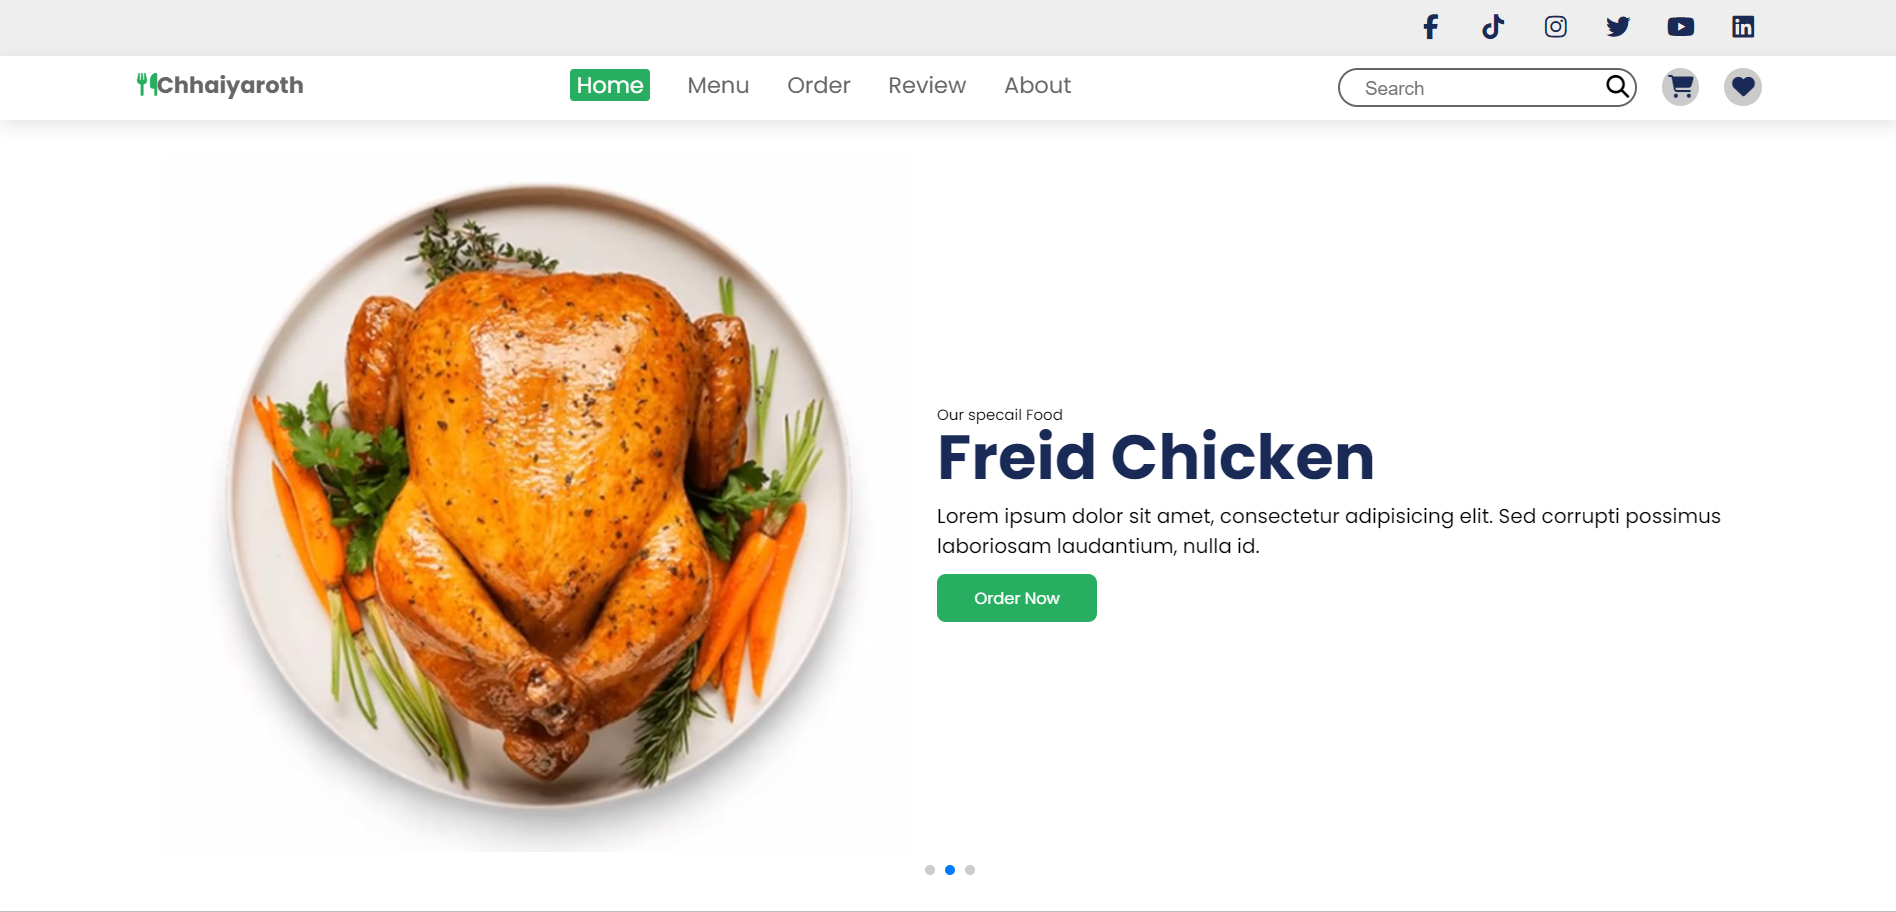 Chhaiyaroth
Home Menu Order Review About
Search
Our specail Food
Freid Chicken
Lorem ipsum dolor sit amet, consectetur adipisicing elit. Sed corrupti possimus
laboriosam laudantium, nulla id.
Order Now